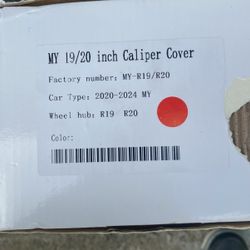 MY 19/20 inch Caliper Cover
Factory number: MY-R19/R20
Car Type: 2020-2024 MY
Wheel hub: R19 R20
Color: